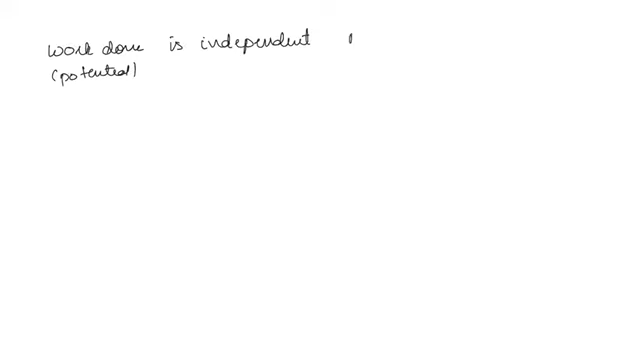 work done is independent
(potential)